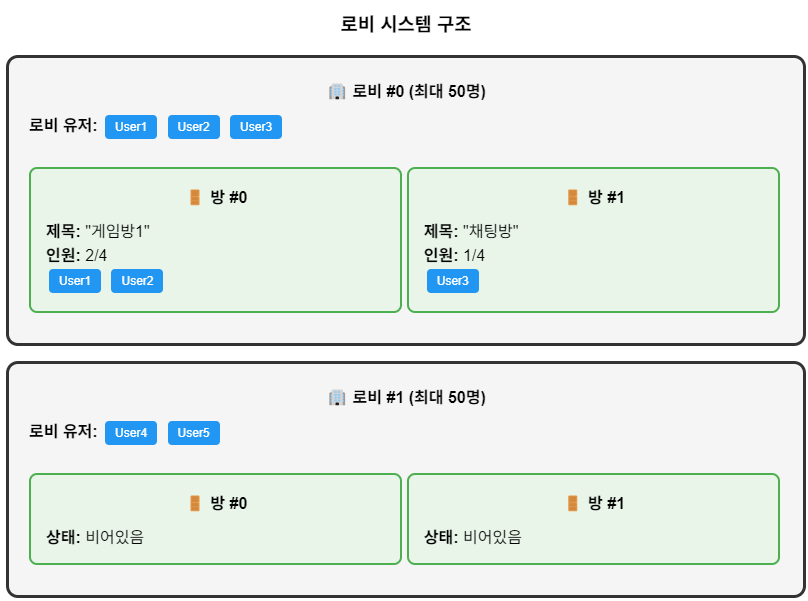 로비 시스템 구조
로비 #0 (최대 50명)
로비 유저: User1 User2 User3
방 #0
제목: "게임방1"
인원: 2/4
User1 User2
방 #1
제목: "채팅방"
인원: 1/4
User3
로비 #1 (최대 50명)
로비 유저: User4 User5
방 #0
상태: 비어있음
방 #1
상태: 비어있음